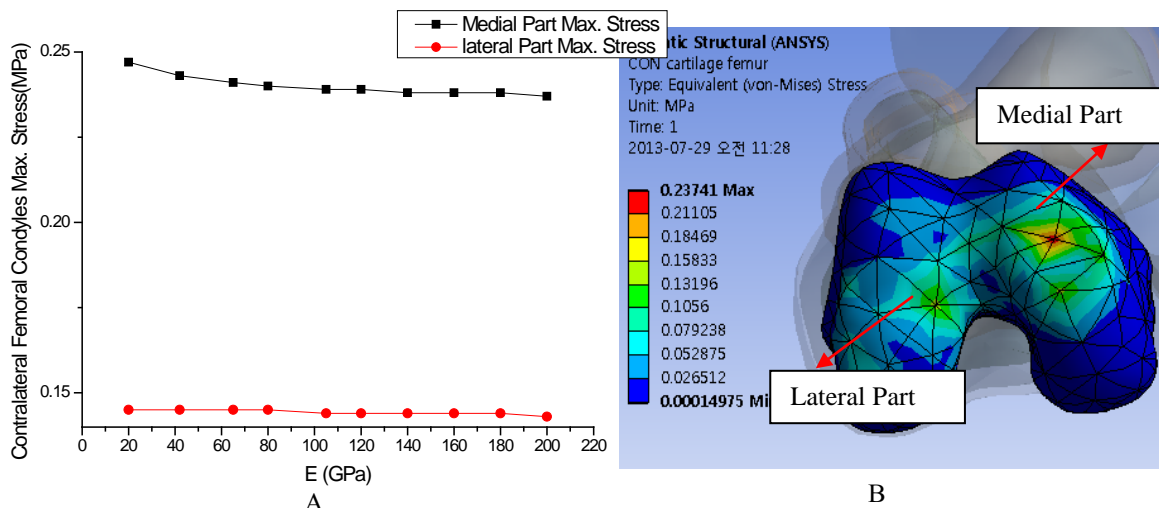 Medial Part Max. Stress
lateral Part Max. Stress
Contralateral Femoral Condyles Max. Stress(MPa)
0.25
0.20
0.15
0 20 40 60 80 100 120 140 160 180 200 220
E (GPa)
A
tic Structural (ANSYS)
CON cartilage femur
Type: Equivalent (von-Mises) Stress
Unit: MPa
Time: 1
2013-07-29 오전 11:28
0.23741 Max
0.21105
0.18469
0.15833
0.13196
0.1056
0.079238
0.052875
0.026512
0.00014975 Mi
Medial Part
Lateral Part
B